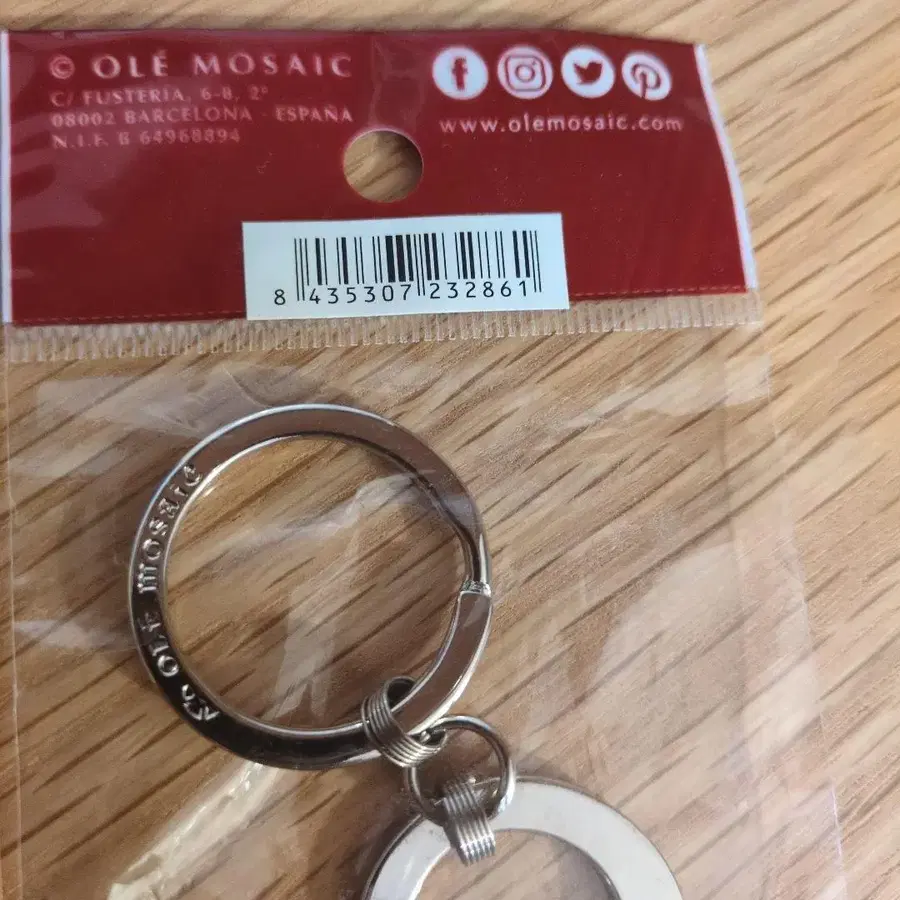 © OLÉ MOSAIC
C/ FUSTERIA, 6-8, 2°
08002 BARCELONA - ESPAÑA
N.I.F. B 64968894
www.olemosaic.com
8 435307 232861
OLÉ MOSAIC